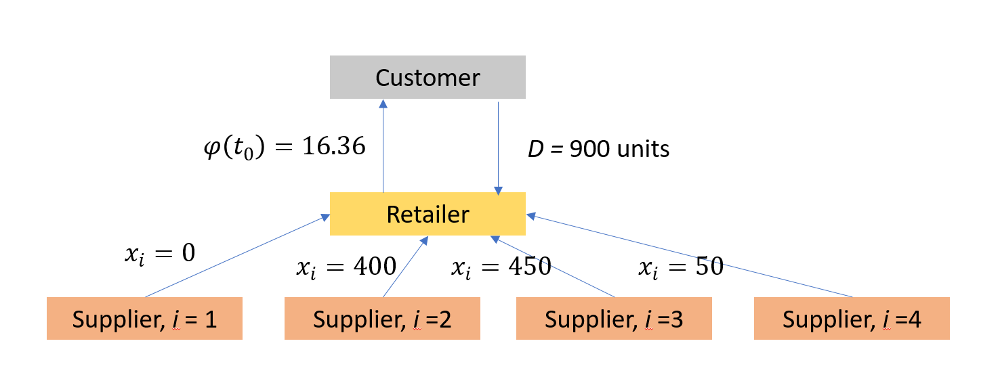 Customer
φ(t₀) = 16.36
D = 900 units
Retailer
xᵢ = 0
xᵢ = 400
xᵢ = 450
xᵢ = 50
Supplier, i = 1
Supplier, i =2
Supplier, i =3
Supplier, i =4